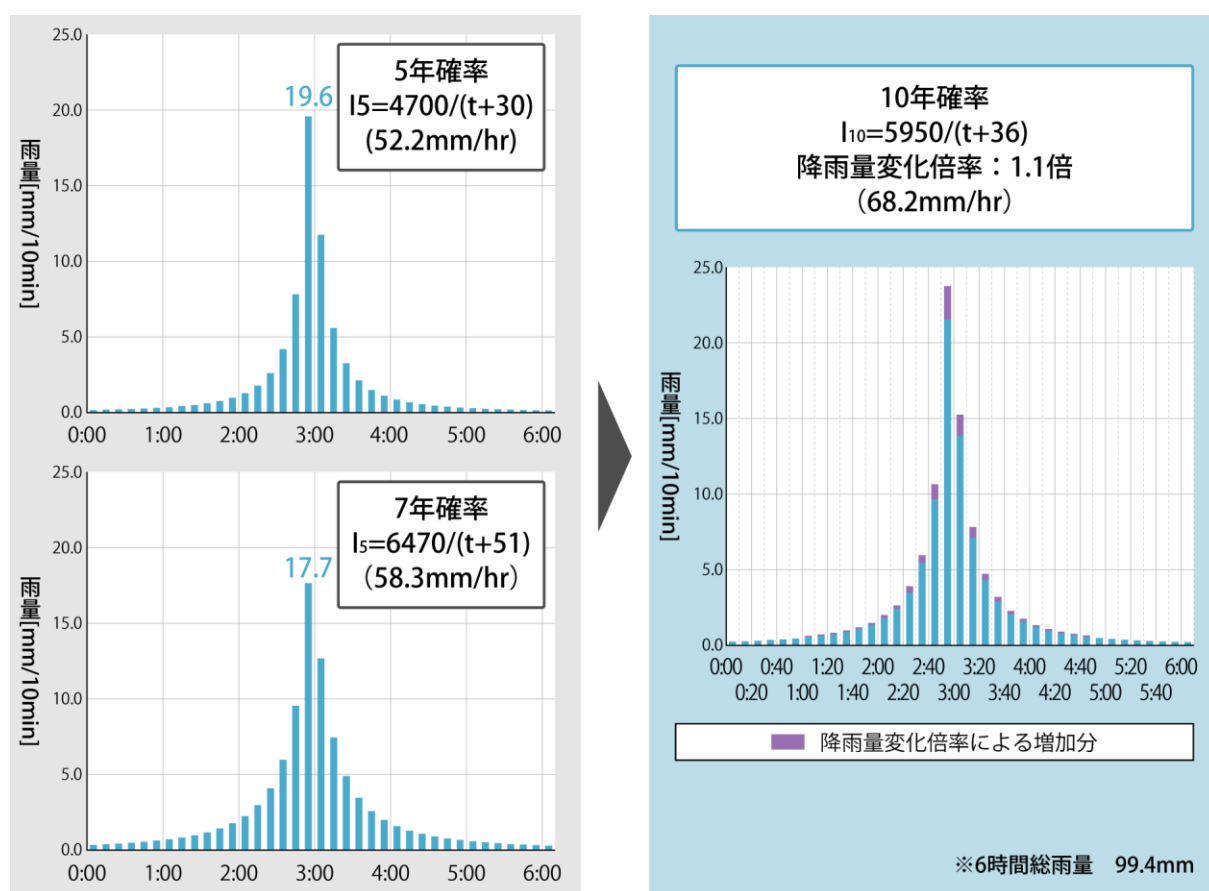 5年確率
I5=4700/(t+30)
(52.2mm/hr)
雨量[mm/10min]
25.0
20.0
15.0
10.0
5.0
0.0
19.6
0:00 1:00 2:00 3:00 4:00 5:00 6:00
7年確率
I5=6470/(t+51)
（58.3mm/hr）
雨量[mm/10min]
25.0
20.0
15.0
10.0
5.0
0.0
17.7
0:00 1:00 2:00 3:00 4:00 5:00 6:00
10年確率
I10=5950/(t+36)
降雨量変化倍率：1.1倍
（68.2mm/hr）
雨量[mm/10min]
25.0
20.0
15.0
10.0
5.0
0.0
0:00 0:40 1:20 2:00 2:40 3:20 4:00 4:40 5:20 6:00
0:20 1:00 1:40 2:20 3:00 3:40 4:20 5:00 5:40
降雨量変化倍率による増加分
※6時間総雨量 99.4mm